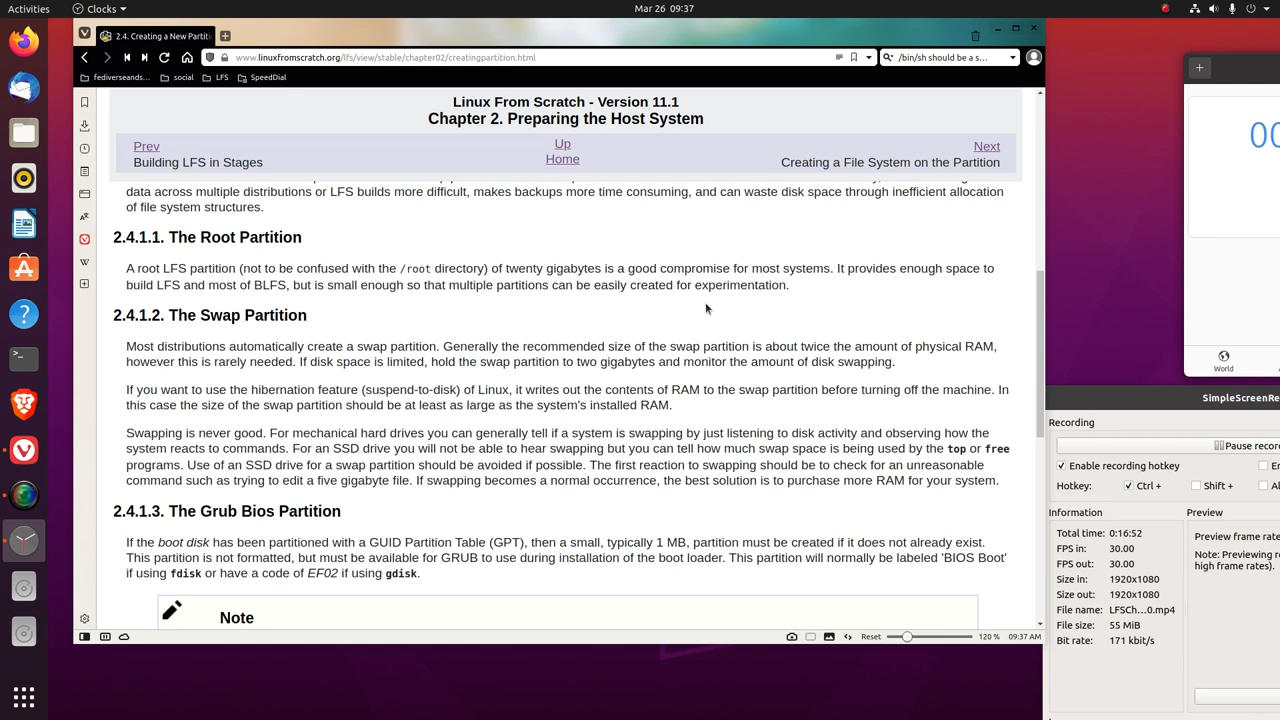 Activities
Clocks
Mar 26 09:37
2.4. Creating a New Partiti
www.linuxfromscratch.org/lfs/view/stable/chapter02/creatingpartition.html
/bin/sh should be a s...
fediverseands...
social
LFS
SpeedDial
Linux From Scratch - Version 11.1
Chapter 2. Preparing the Host System
Prev
Up
Next
Building LFS in Stages
Home
Creating a File System on the Partition
data across multiple distributions or LFS builds more difficult, makes backups more time consuming, and can waste disk space through inefficient allocation
of file system structures.
2.4.1.1. The Root Partition
A root LFS partition (not to be confused with the /root directory) of twenty gigabytes is a good compromise for most systems. It provides enough space to
build LFS and most of BLFS, but is small enough so that multiple partitions can be easily created for experimentation.
2.4.1.2. The Swap Partition
Most distributions automatically create a swap partition. Generally the recommended size of the swap partition is about twice the amount of physical RAM,
however this is rarely needed. If disk space is limited, hold the swap partition to two gigabytes and monitor the amount of disk swapping.
If you want to use the hibernation feature (suspend-to-disk) of Linux, it writes out the contents of RAM to the swap partition before turning off the machine. In
this case the size of the swap partition should be at least as large as the system's installed RAM.
Swapping is never good. For mechanical hard drives you can generally tell if a system is swapping by just listening to disk activity and observing how the
system reacts to commands. For an SSD drive you will not be able to hear swapping but you can tell how much swap space is being used by the top or free
programs. Use of an SSD drive for a swap partition should be avoided if possible. The first reaction to swapping should be to check for an unreasonable
command such as trying to edit a five gigabyte file. If swapping becomes a normal occurrence, the best solution is to purchase more RAM for your system.
2.4.1.3. The Grub Bios Partition
If the boot disk has been partitioned with a GUID Partition Table (GPT), then a small, typically 1 MB, partition must be created if it does not already exist.
This partition is not formatted, but must be available for GRUB to use during installation of the boot loader. This partition will normally be labeled 'BIOS Boot'
if using fdisk or have a code of EF02 if using gdisk.
Note
Reset
120 %
09:37 AM
00
World
SimpleScreenRe
Recording
Pause recor
Enable recording hotkey
En
Hotkey:
Ctrl +
Shift +
Al
Information
Preview
Total time: 0:16:52
FPS in: 30.00
FPS out: 30.00
Size in: 1920x1080
Size out: 1920x1080
File name: LFSCh...0.mp4
File size: 55 MiB
Bit rate: 171 kbit/s
Preview frame rate
Note: Previewing r
high frame rates).